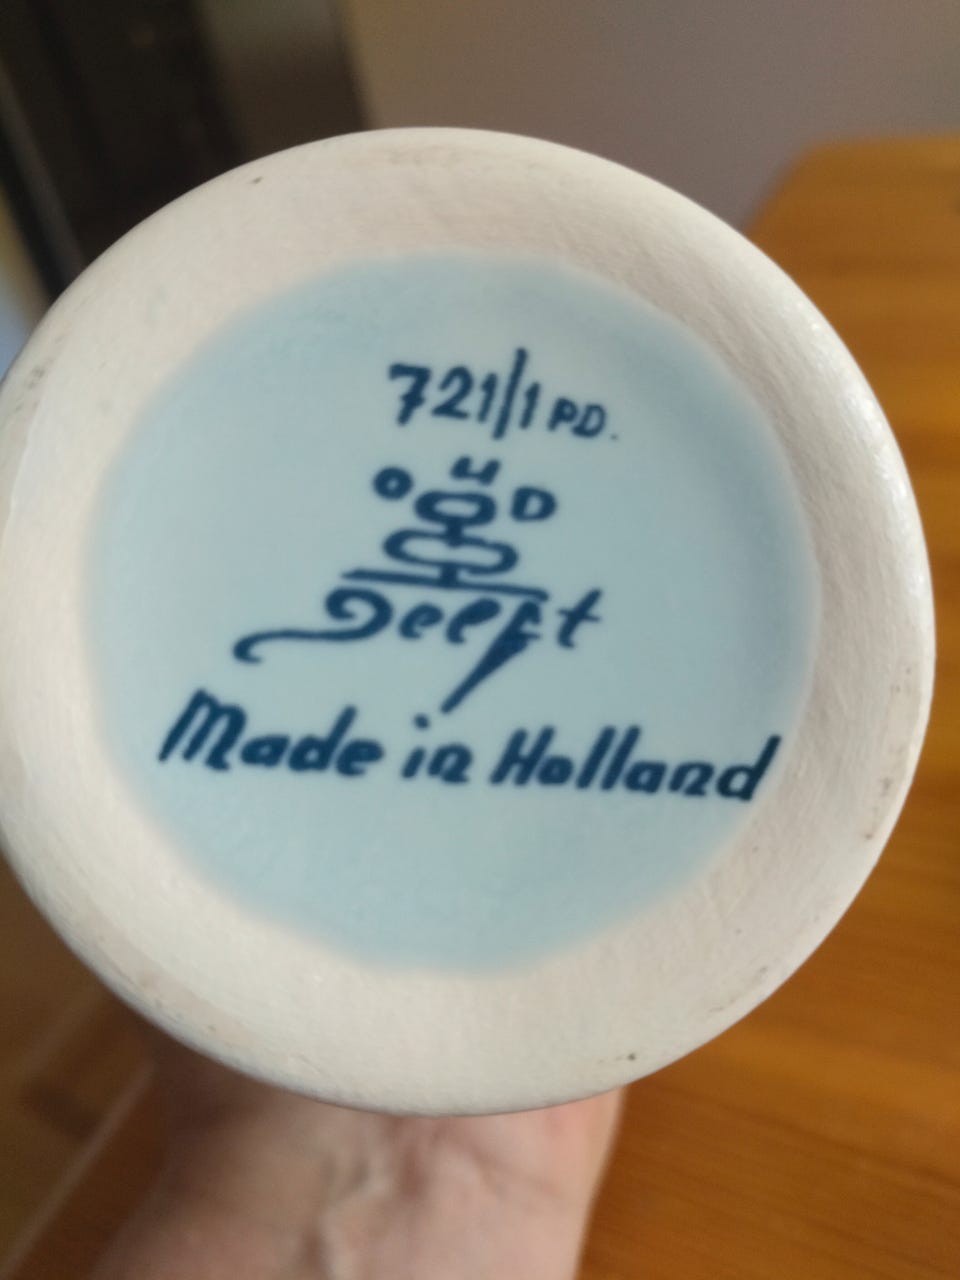 721/1 PD.
OUD
Delft
Made in Holland